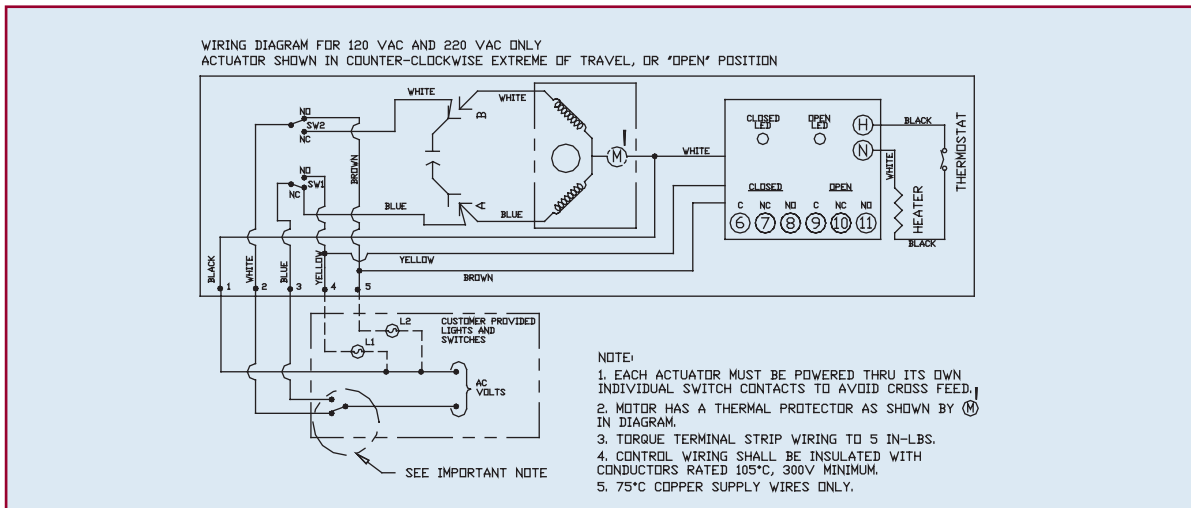 WIRING DIAGRAM FOR 120 VAC AND 220 VAC ONLY
ACTUATOR SHOWN IN COUNTER-CLOCKWISE EXTREME OF TRAVEL, OR "OPEN" POSITION
WHITE
WHITE
NO
SW2
NC
B
BROWN
NO
SW1
NC
BLUE
A
BLUE
M
WHITE
CLOSED
LED
OPEN
LED
H
N
BLACK
WHITE
THERMOSTAT
HEATER
BLACK
CLOSED
OPEN
C NC NO C NC NO
6 7 8 9 10 11
YELLOW
BROWN
BLACK
WHITE
BLUE
YELLOW
1 2 3 4 5
L2
L1
CUSTOMER PROVIDED
LIGHTS AND
SWITCHES
AC
VOLTS
SEE IMPORTANT NOTE
NOTE:
1. EACH ACTUATOR MUST BE POWERED THRU ITS OWN
INDIVIDUAL SWITCH CONTACTS TO AVOID CROSS FEED.
2. MOTOR HAS A THERMAL PROTECTOR AS SHOWN BY M
IN DIAGRAM.
3. TORQUE TERMINAL STRIP WIRING TO 5 IN-LBS.
4. CONTROL WIRING SHALL BE INSULATED WITH
CONDUCTORS RATED 105°C, 300V MINIMUM.
5. 75°C COPPER SUPPLY WIRES ONLY.